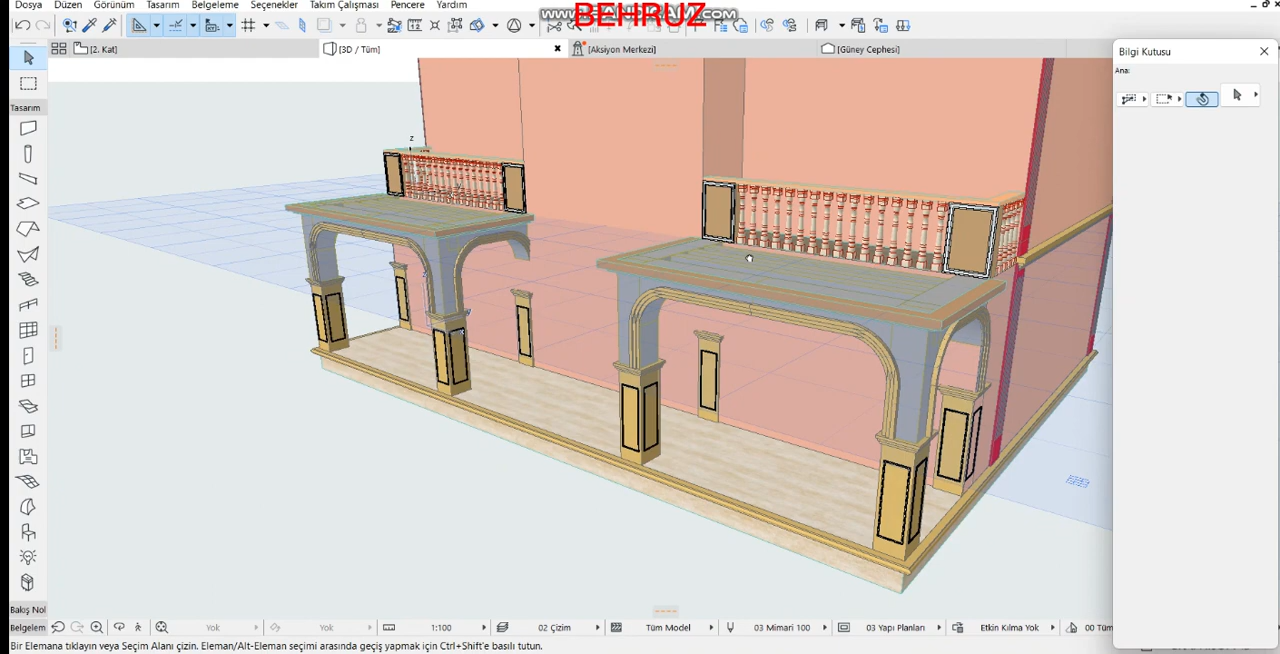 Dosya Düzen Görünüm Tasarım Belgeleme Seçenekler Takım Çalışması Pencere Yardım
WWW.BANDICAM.COM
BEHRUZ
[2. Kat] [3D / Tüm] [Aksiyon Merkezi] [Güney Cephesi]
Bilgi Kutusu
Ana:
Tasarım
z
Bakış Nol
Belgelem
Yok Yok 1:100 02 Çizim Tüm Model 03 Mimari 100 03 Yapı Planları Etkin Kılma Yok 00 Tüm
Bir Elemana tıklayın veya Seçim Alanı çizin. Eleman/Alt-Eleman seçimi arasında geçiş yapmak için Ctrl+Shift'e basılı tutun.